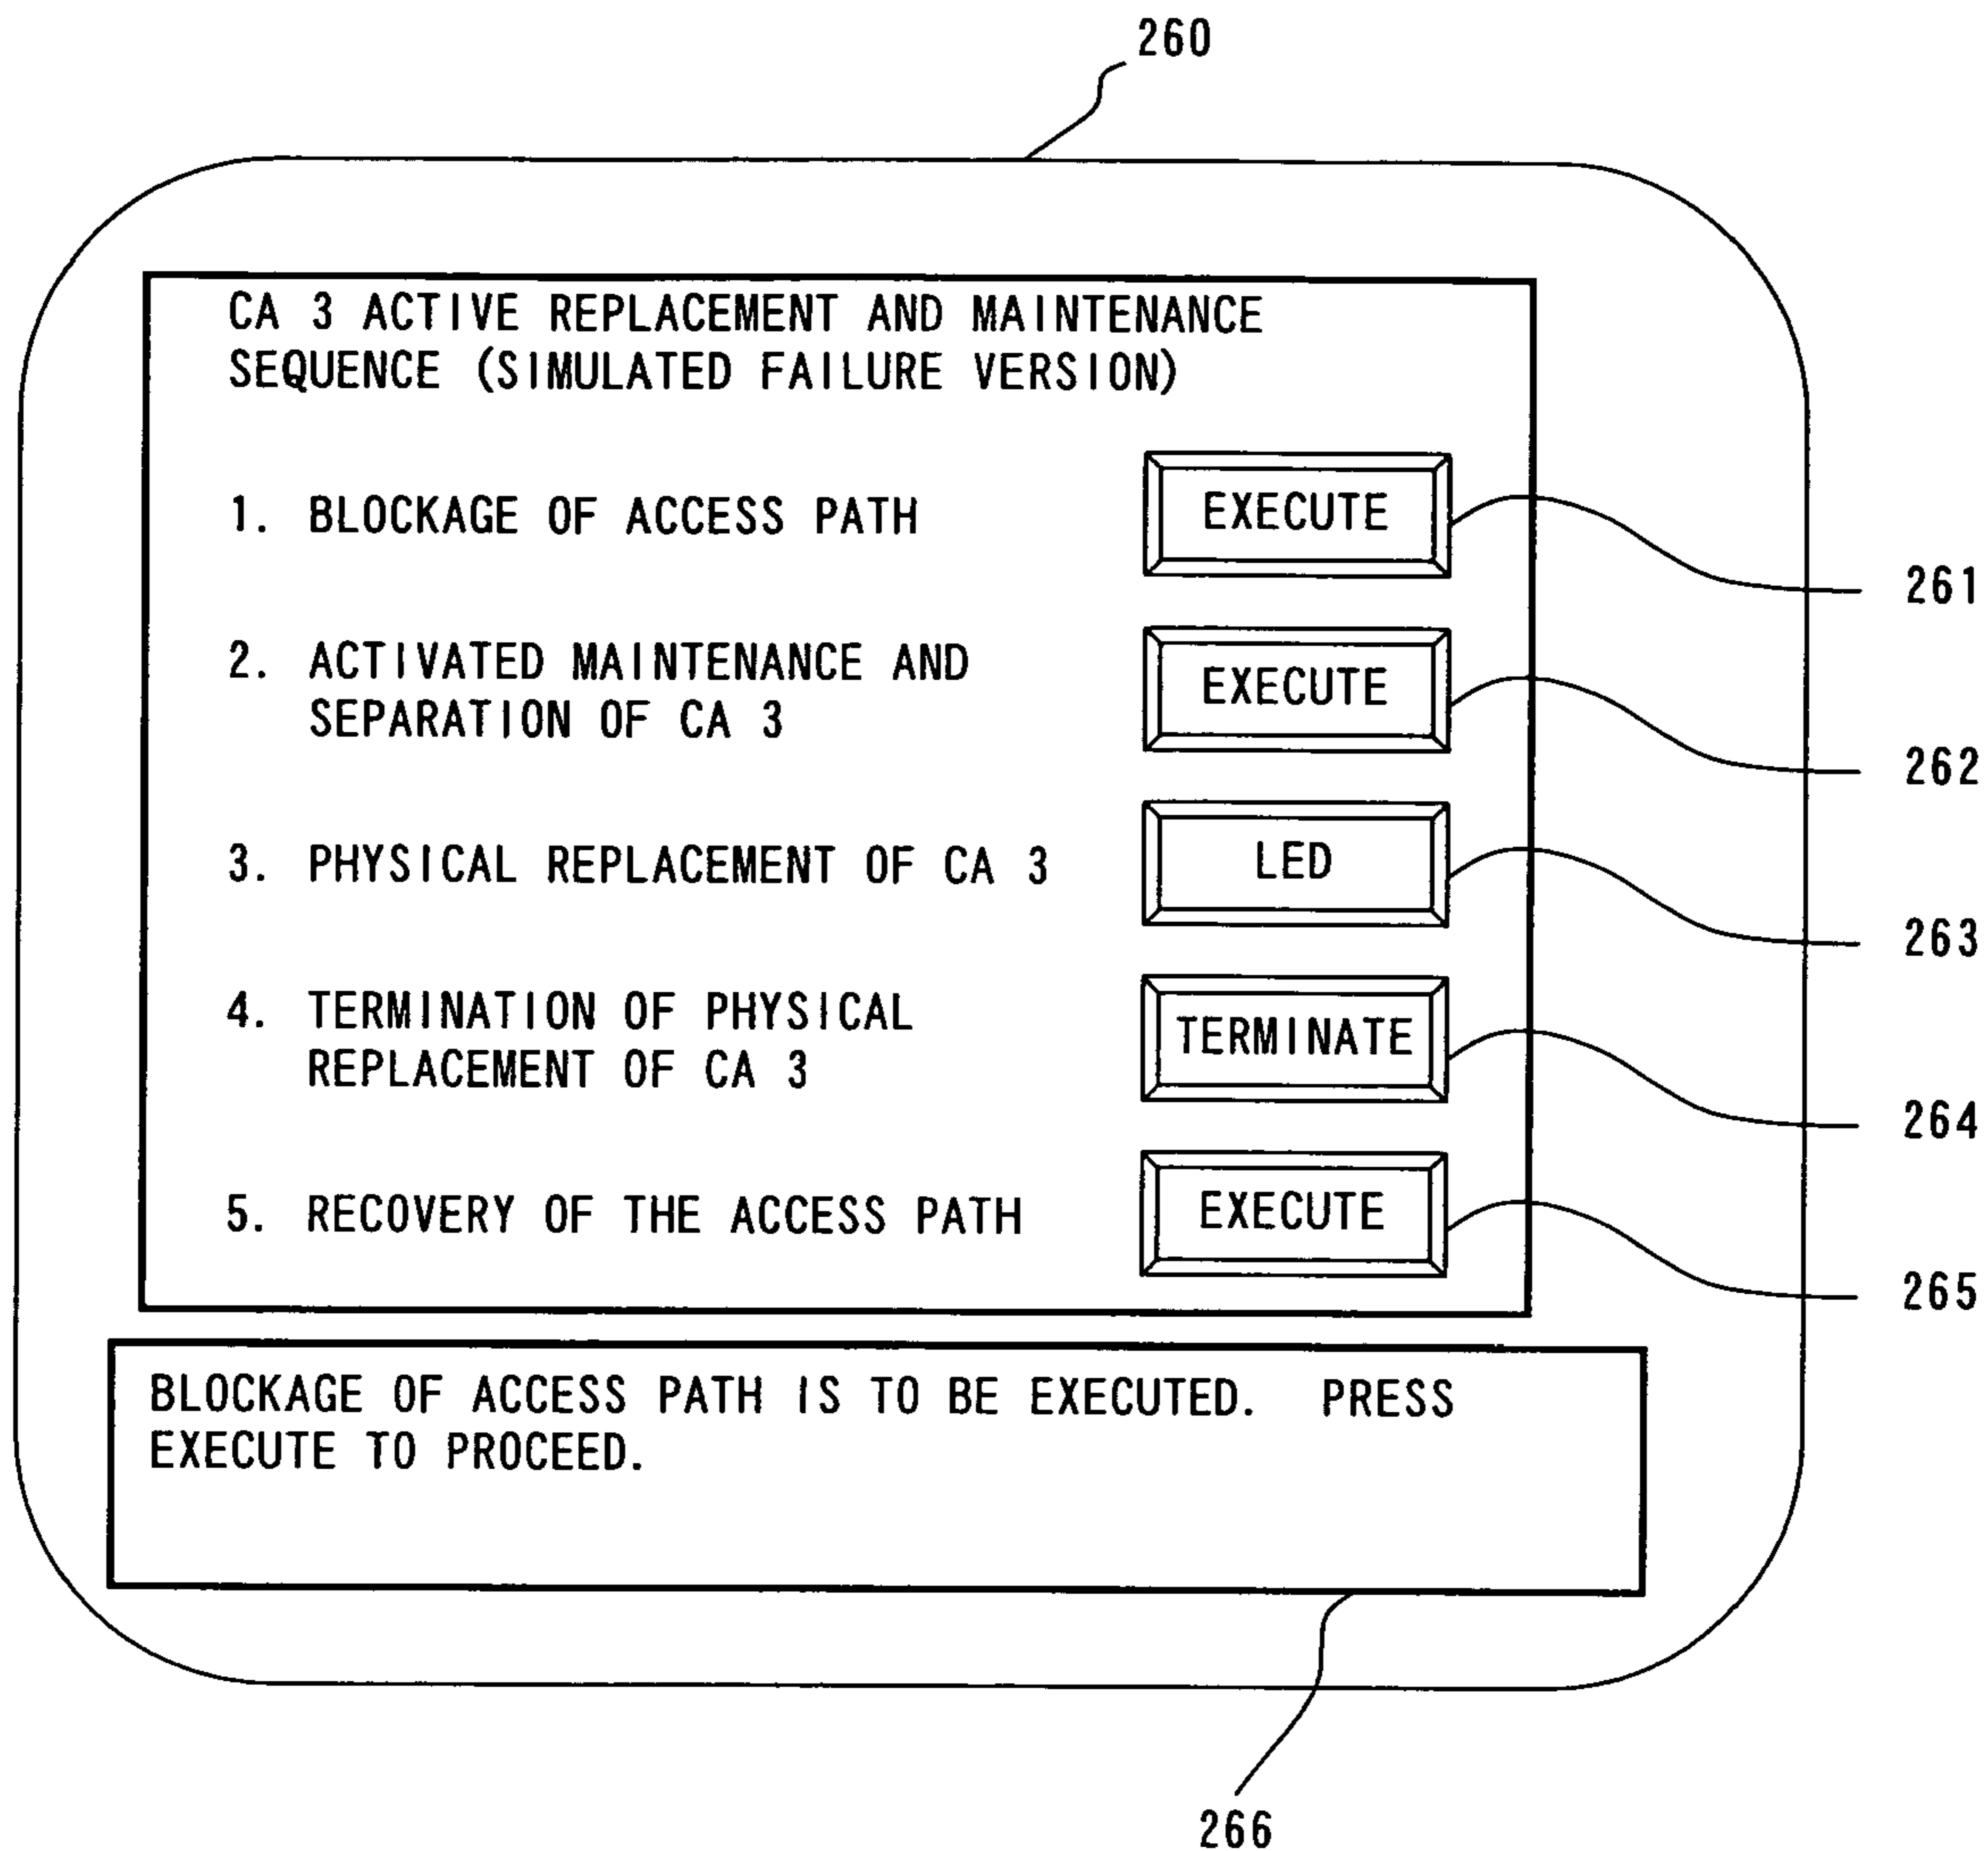 260
CA 3 ACTIVE REPLACEMENT AND MAINTENANCE
SEQUENCE (SIMULATED FAILURE VERSION)
1. BLOCKAGE OF ACCESS PATH
EXECUTE
261
2. ACTIVATED MAINTENANCE AND
SEPARATION OF CA 3
EXECUTE
262
3. PHYSICAL REPLACEMENT OF CA 3
LED
263
4. TERMINATION OF PHYSICAL
REPLACEMENT OF CA 3
TERMINATE
264
5. RECOVERY OF THE ACCESS PATH
EXECUTE
265
BLOCKAGE OF ACCESS PATH IS TO BE EXECUTED. PRESS
EXECUTE TO PROCEED.
266